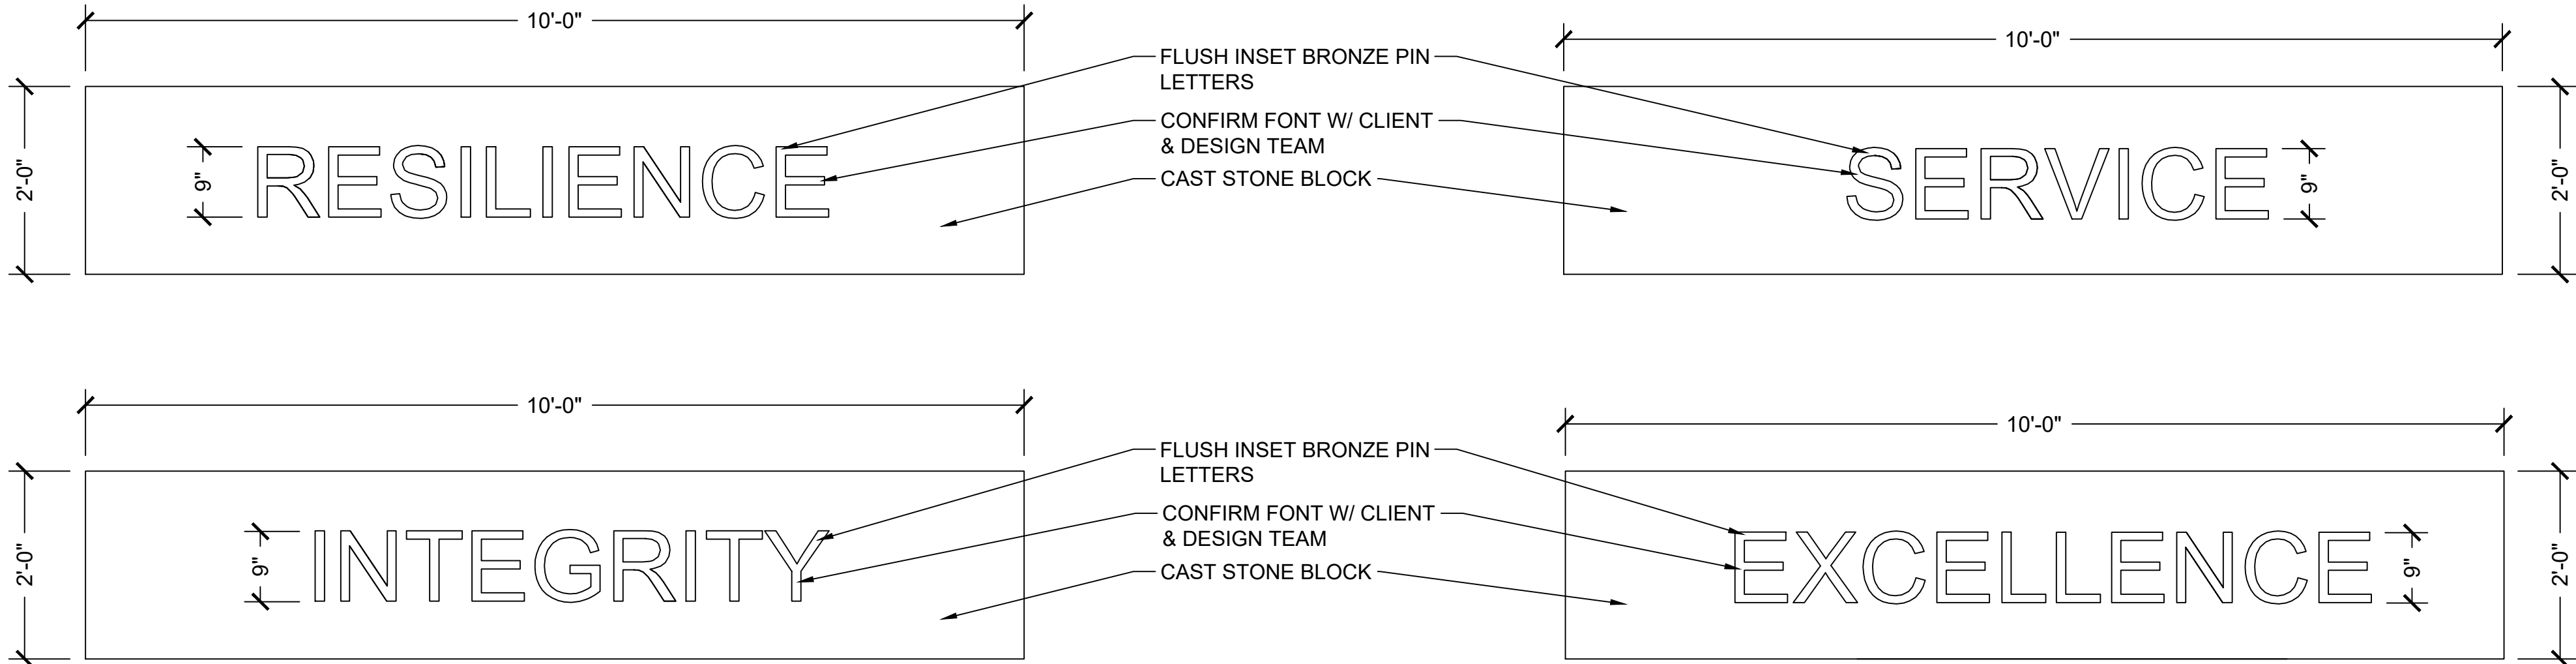 10'-0"
10'-0"
FLUSH INSET BRONZE PIN
LETTERS
CONFIRM FONT W/ CLIENT
& DESIGN TEAM
CAST STONE BLOCK
2'-0"
9"
RESILIENCE
SERVICE
9"
2'-0"
10'-0"
10'-0"
FLUSH INSET BRONZE PIN
LETTERS
CONFIRM FONT W/ CLIENT
& DESIGN TEAM
CAST STONE BLOCK
2'-0"
9"
INTEGRITY
EXCELLENCE
9"
2'-0"